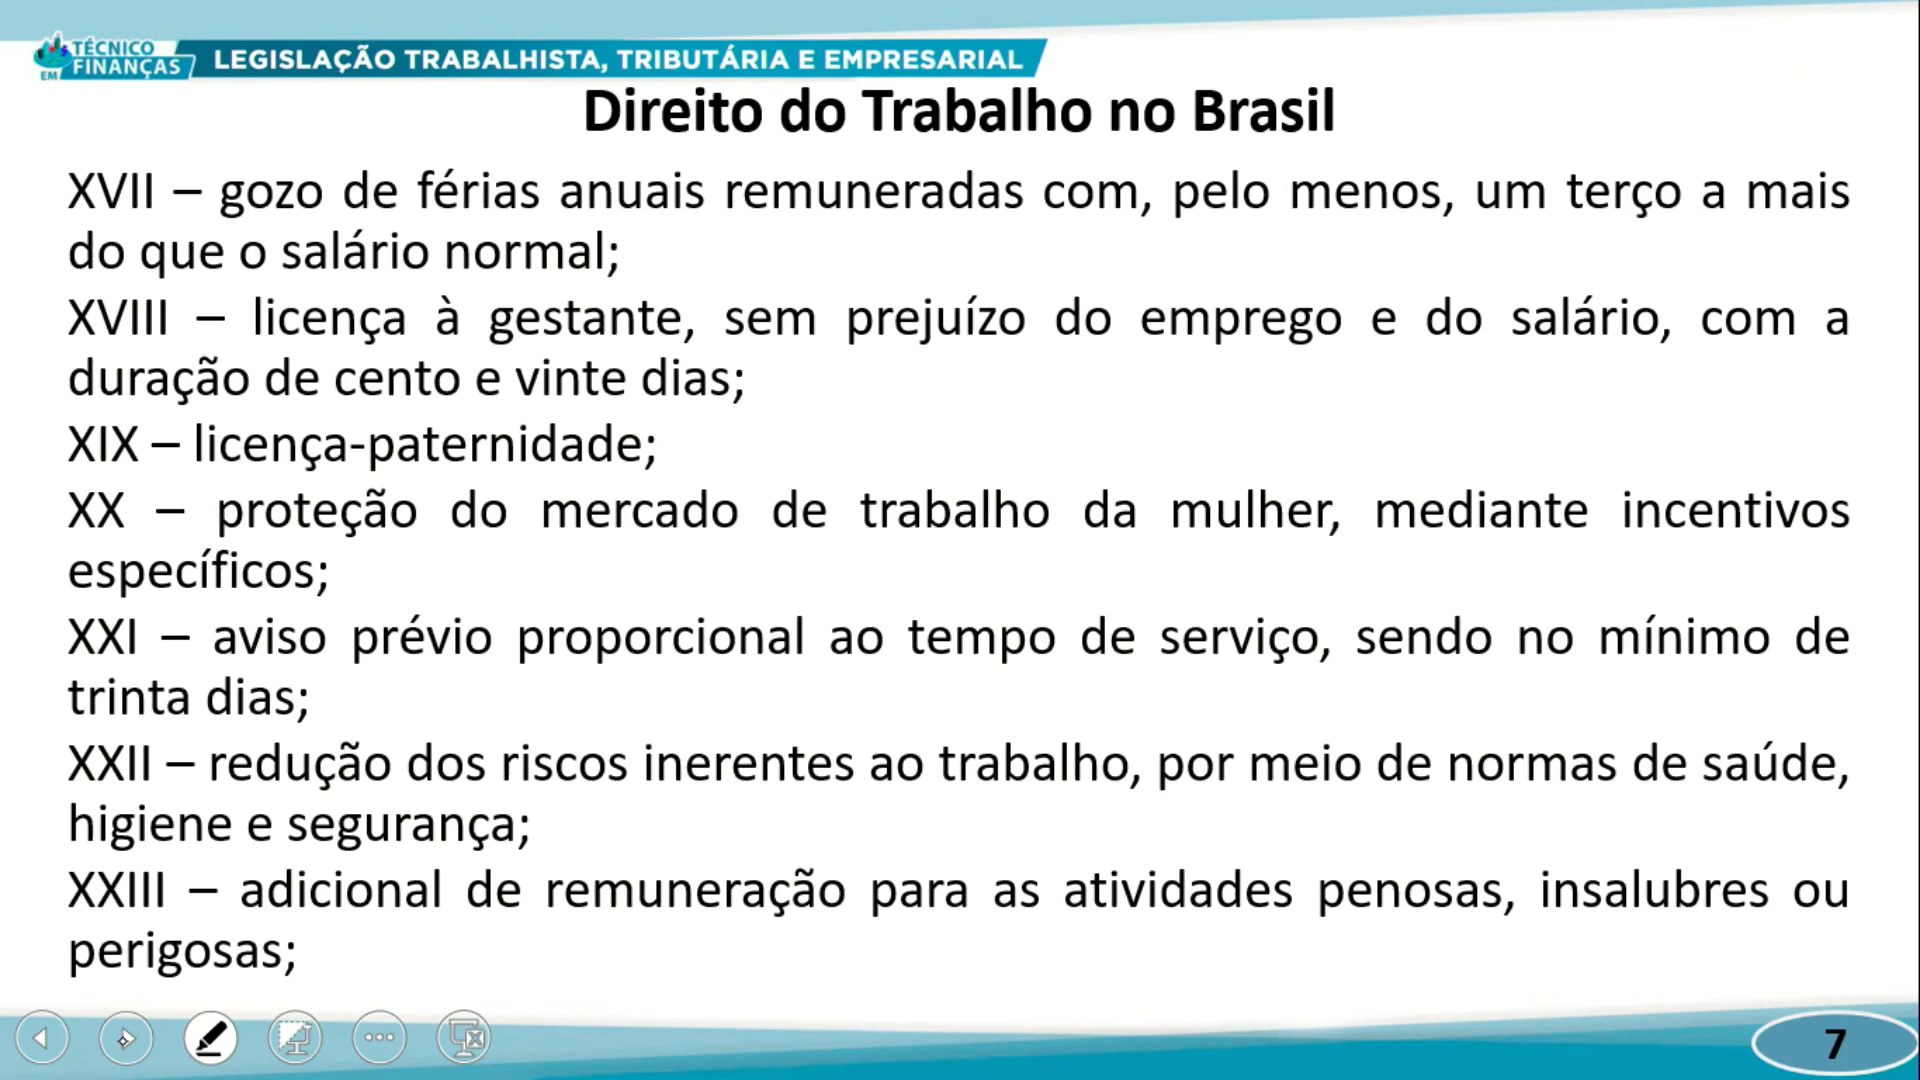 TÉCNICO
EM FINANÇAS
LEGISLAÇÃO TRABALHISTA, TRIBUTÁRIA E EMPRESARIAL
Direito do Trabalho no Brasil
XVII – gozo de férias anuais remuneradas com, pelo menos, um terço a mais
do que o salário normal;
XVIII – licença à gestante, sem prejuízo do emprego e do salário, com a
duração de cento e vinte dias;
XIX – licença-paternidade;
XX – proteção do mercado de trabalho da mulher, mediante incentivos
específicos;
XXI – aviso prévio proporcional ao tempo de serviço, sendo no mínimo de
trinta dias;
XXII – redução dos riscos inerentes ao trabalho, por meio de normas de saúde,
higiene e segurança;
XXIII – adicional de remuneração para as atividades penosas, insalubres ou
perigosas;
7